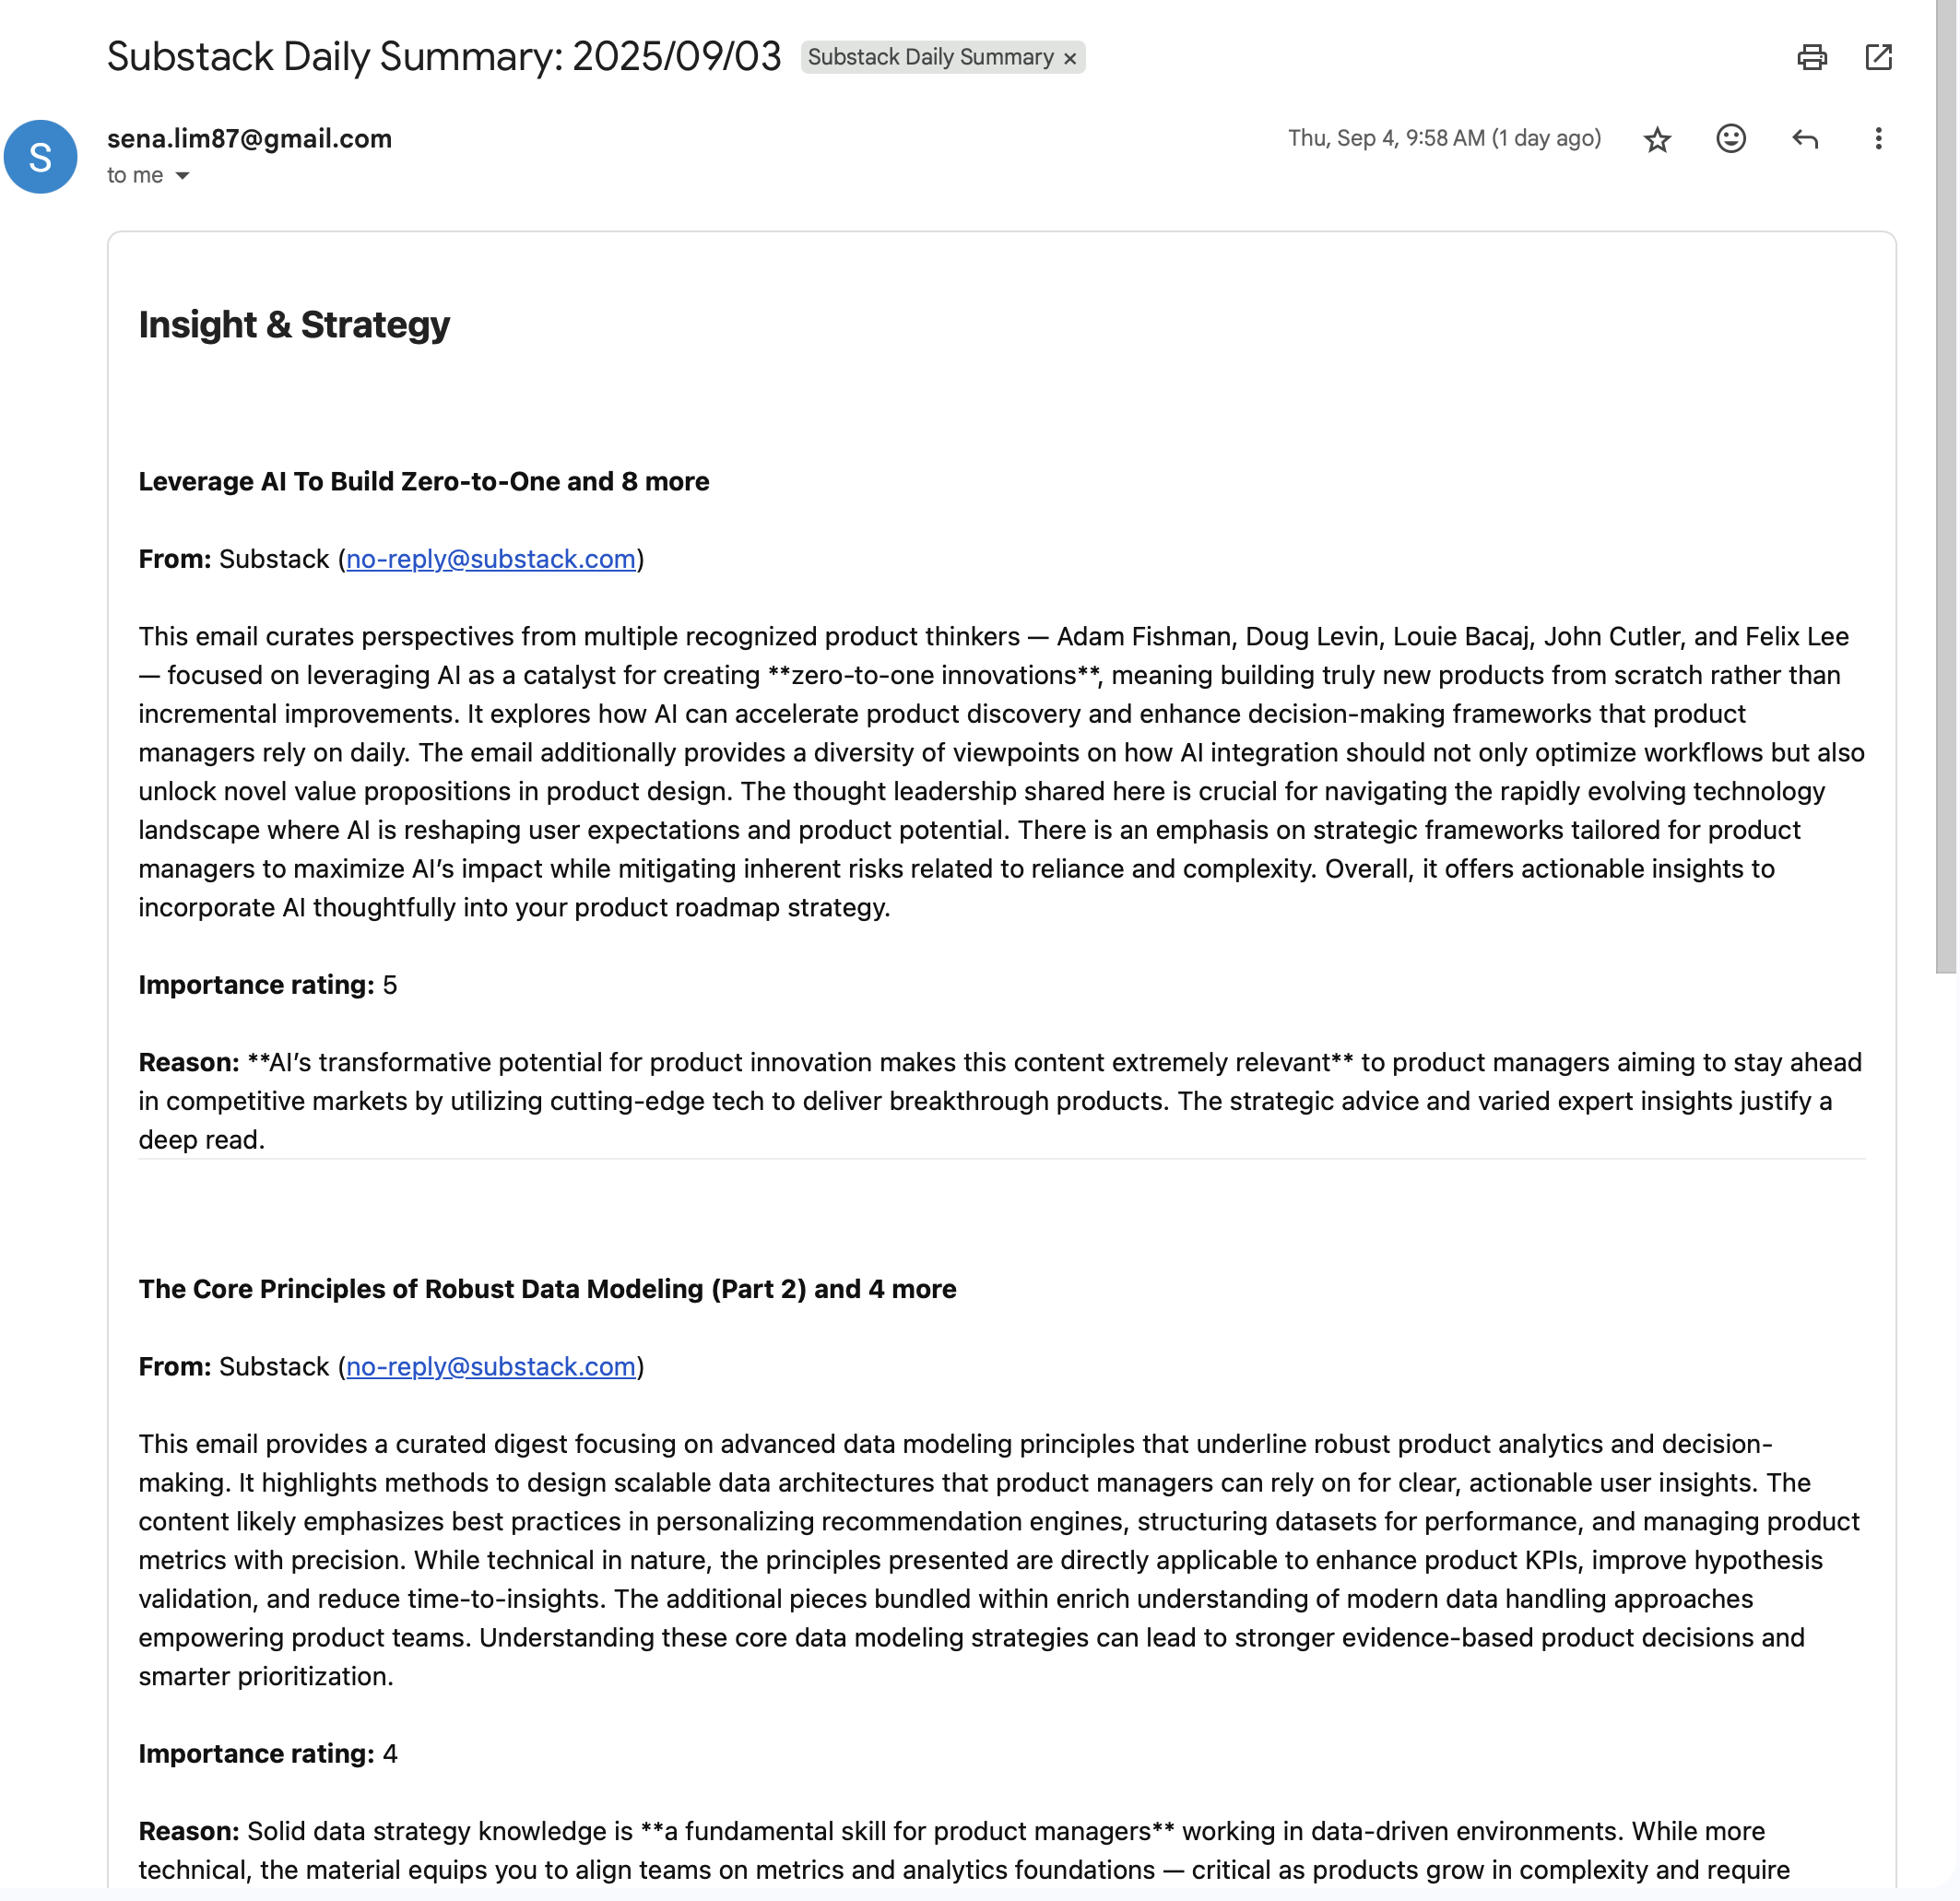 Substack Daily Summary: 2025/09/03 Substack Daily Summary ×
S
sena.lim87@gmail.com Thu, Sep 4, 9:58 AM (1 day ago)
to me
Insight & Strategy
Leverage AI To Build Zero-to-One and 8 more
From: Substack (no-reply@substack.com)
This email curates perspectives from multiple recognized product thinkers — Adam Fishman, Doug Levin, Louie Bacaj, John Cutler, and Felix Lee
— focused on leveraging AI as a catalyst for creating **zero-to-one innovations**, meaning building truly new products from scratch rather than
incremental improvements. It explores how AI can accelerate product discovery and enhance decision-making frameworks that product
managers rely on daily. The email additionally provides a diversity of viewpoints on how AI integration should not only optimize workflows but also
unlock novel value propositions in product design. The thought leadership shared here is crucial for navigating the rapidly evolving technology
landscape where AI is reshaping user expectations and product potential. There is an emphasis on strategic frameworks tailored for product
managers to maximize AI’s impact while mitigating inherent risks related to reliance and complexity. Overall, it offers actionable insights to
incorporate AI thoughtfully into your product roadmap strategy.
Importance rating: 5
Reason: **AI’s transformative potential for product innovation makes this content extremely relevant** to product managers aiming to stay ahead
in competitive markets by utilizing cutting-edge tech to deliver breakthrough products. The strategic advice and varied expert insights justify a
deep read.
The Core Principles of Robust Data Modeling (Part 2) and 4 more
From: Substack (no-reply@substack.com)
This email provides a curated digest focusing on advanced data modeling principles that underline robust product analytics and decision-
making. It highlights methods to design scalable data architectures that product managers can rely on for clear, actionable user insights. The
content likely emphasizes best practices in personalizing recommendation engines, structuring datasets for performance, and managing product
metrics with precision. While technical in nature, the principles presented are directly applicable to enhance product KPIs, improve hypothesis
validation, and reduce time-to-insights. The additional pieces bundled within enrich understanding of modern data handling approaches
empowering product teams. Understanding these core data modeling strategies can lead to stronger evidence-based product decisions and
smarter prioritization.
Importance rating: 4
Reason: Solid data strategy knowledge is **a fundamental skill for product managers** working in data-driven environments. While more
technical, the material equips you to align teams on metrics and analytics foundations — critical as products grow in complexity and require